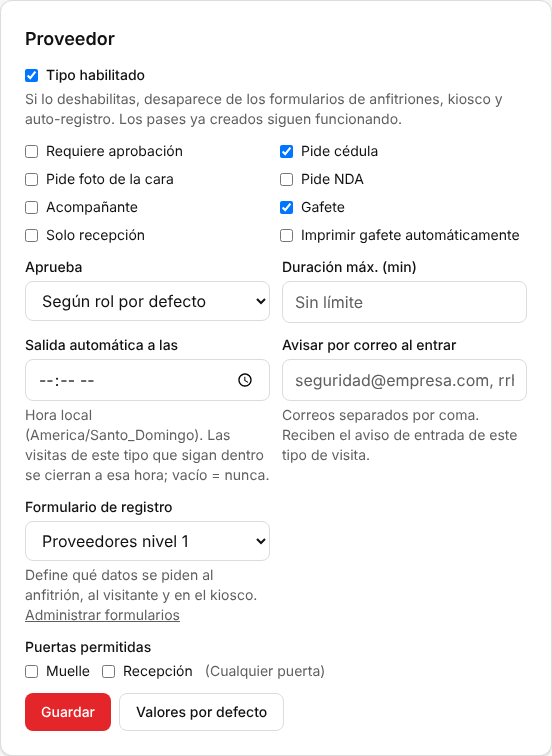 Proveedor
Tipo habilitado
Si lo deshabilitas, desaparece de los formularios de anfitriones, kiosco y
auto-registro. Los pases ya creados siguen funcionando.
Requiere aprobación
Pide cédula
Pide foto de la cara
Pide NDA
Acompañante
Gafete
Solo recepción
Imprimir gafete automáticamente
Aprueba
Duración máx. (min)
Según rol por defecto
Sin límite
Salida automática a las
Avisar por correo al entrar
--:-- --
seguridad@empresa.com, rrl
Hora local
(America/Santo_Domingo). Las
visitas de este tipo que sigan dentro
se cierran a esa hora; vacío = nunca.
Correos separados por coma.
Reciben el aviso de entrada de este
tipo de visita.
Formulario de registro
Proveedores nivel 1
Define qué datos se piden al
anfitrión, al visitante y en el kiosco.
Administrar formularios
Puertas permitidas
Muelle Recepción (Cualquier puerta)
Guardar
Valores por defecto